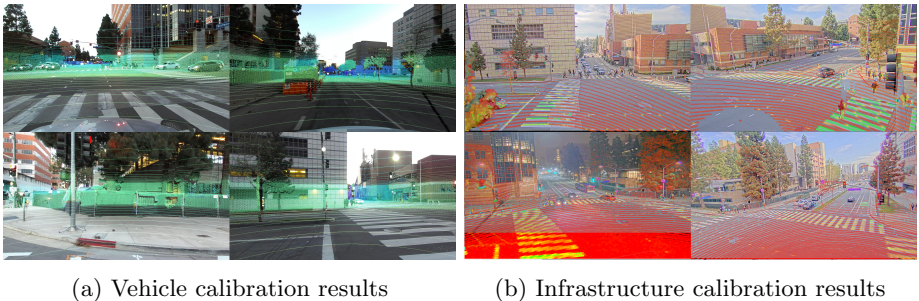 (a) Vehicle calibration results
(b) Infrastructure calibration results